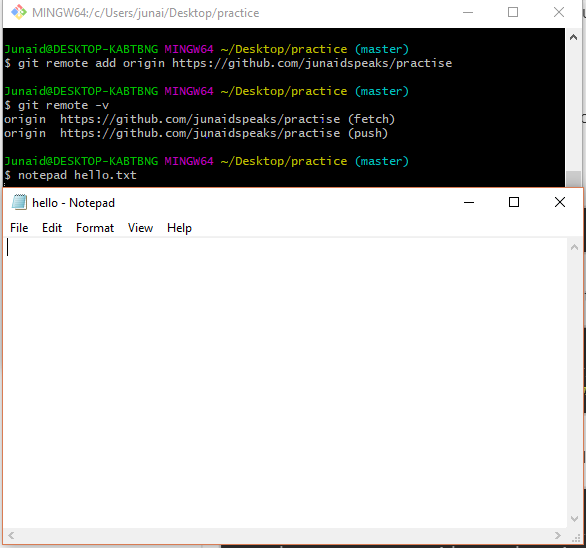 MINGW64:/c/Users/junai/Desktop/practice
Junaid@DESKTOP-KABTBNG MINGW64 ~/Desktop/practice (master)
$ git remote add origin https://github.com/junaidspeaks/practise
Junaid@DESKTOP-KABTBNG MINGW64 ~/Desktop/practice (master)
$ git remote -v
origin  https://github.com/junaidspeaks/practise (fetch)
origin  https://github.com/junaidspeaks/practise (push)
Junaid@DESKTOP-KABTBNG MINGW64 ~/Desktop/practice (master)
$ notepad hello.txt
hello - Notepad
File Edit Format View Help